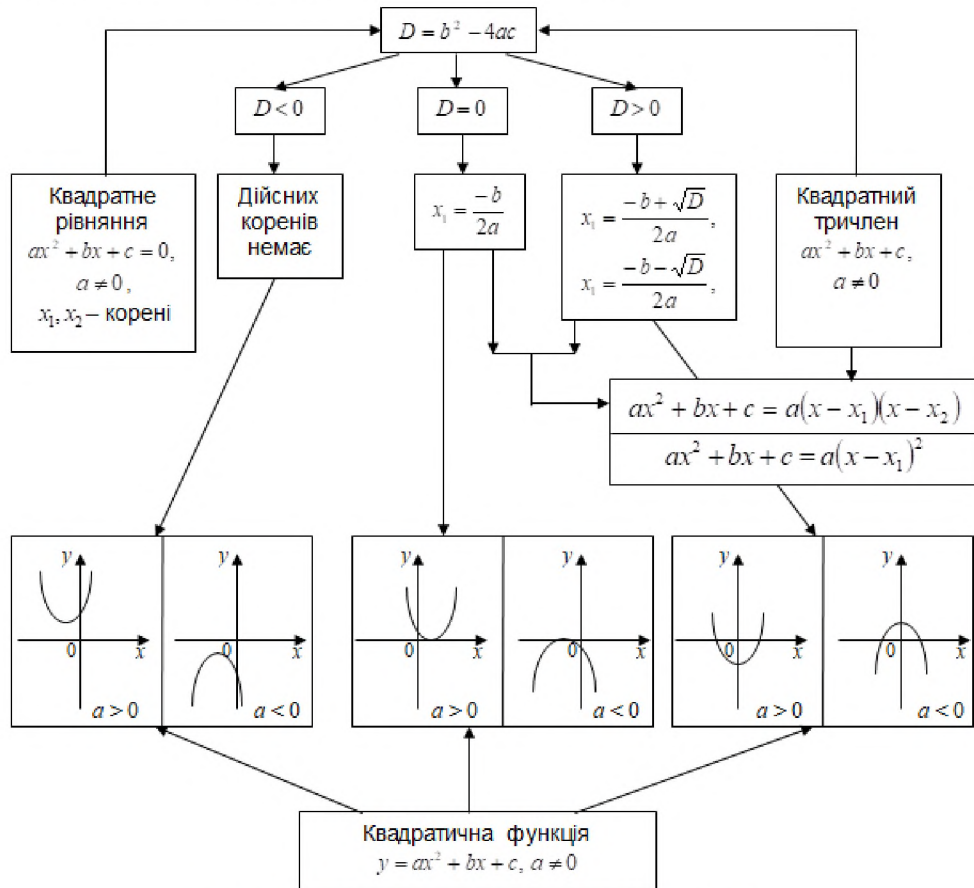 D = b² − 4ac
D < 0
D = 0
D > 0
Квадратне
рівняння
ax² + bx + c = 0,
a ≠ 0,
x₁, x₂ – корені
Дійсних
коренів
немає
x₁ = −b / 2a
x₁ = (−b + √D) / 2a,
x₁ = (−b − √D) / 2a,
Квадратний
тричлен
ax² + bx + c,
a ≠ 0
ax² + bx + c = a(x − x₁)(x − x₂)
ax² + bx + c = a(x − x₁)²
y
0
x
a > 0
y
0
x
a < 0
y
0
x
a > 0
y
0
x
a < 0
y
0
x
a > 0
y
0
x
a < 0
Квадратична функція
y = ax² + bx + c, a ≠ 0